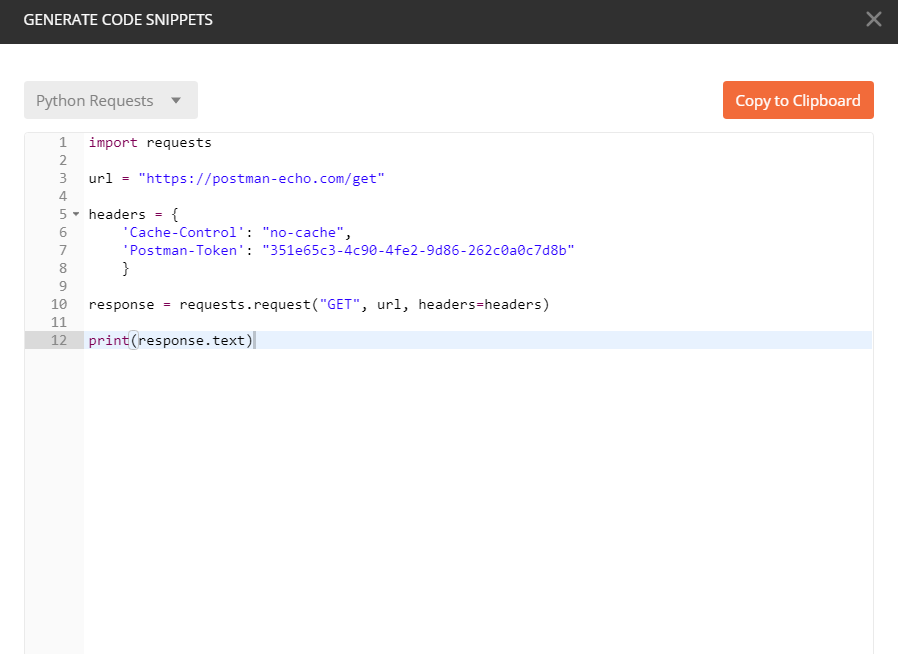 GENERATE CODE SNIPPETS
Python Requests
Copy to Clipboard
1 import requests
2
3 url = "https://postman-echo.com/get"
4
5 headers = {
6     'Cache-Control': "no-cache",
7     'Postman-Token': "351e65c3-4c90-4fe2-9d86-262c0a0c7d8b"
8     }
9
10 response = requests.request("GET", url, headers=headers)
11
12 print(response.text)